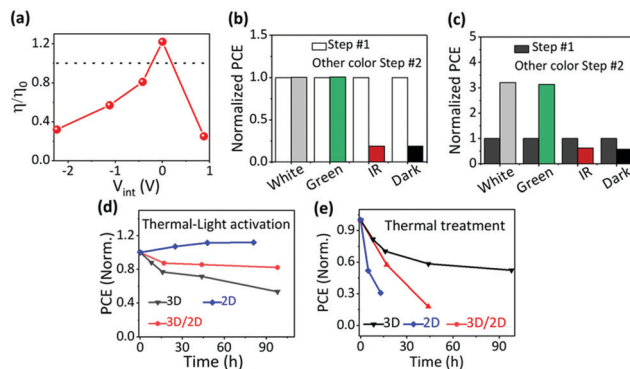 (a)
η/η0
1.2
0.8
0.4
0.0
-2
-1
0
1
Vint (V)
(b)
Normalized PCE
1.5
1.0
0.5
0.0
Step #1
Other color Step #2
White
Green
IR
Dark
(c)
Normalized PCE
5
4
3
2
1
0
Step #1
Other color Step #2
White
Green
IR
Dark
(d)
Thermal-Light activation
PCE (Norm.)
1.2
0.8
0.4
3D
2D
3D/2D
0
30
60
90
Time (h)
(e)
Thermal treatment
PCE (Norm.)
0.9
0.6
0.3
0.0
3D
2D
3D/2D
0
30
60
90
Time (h)